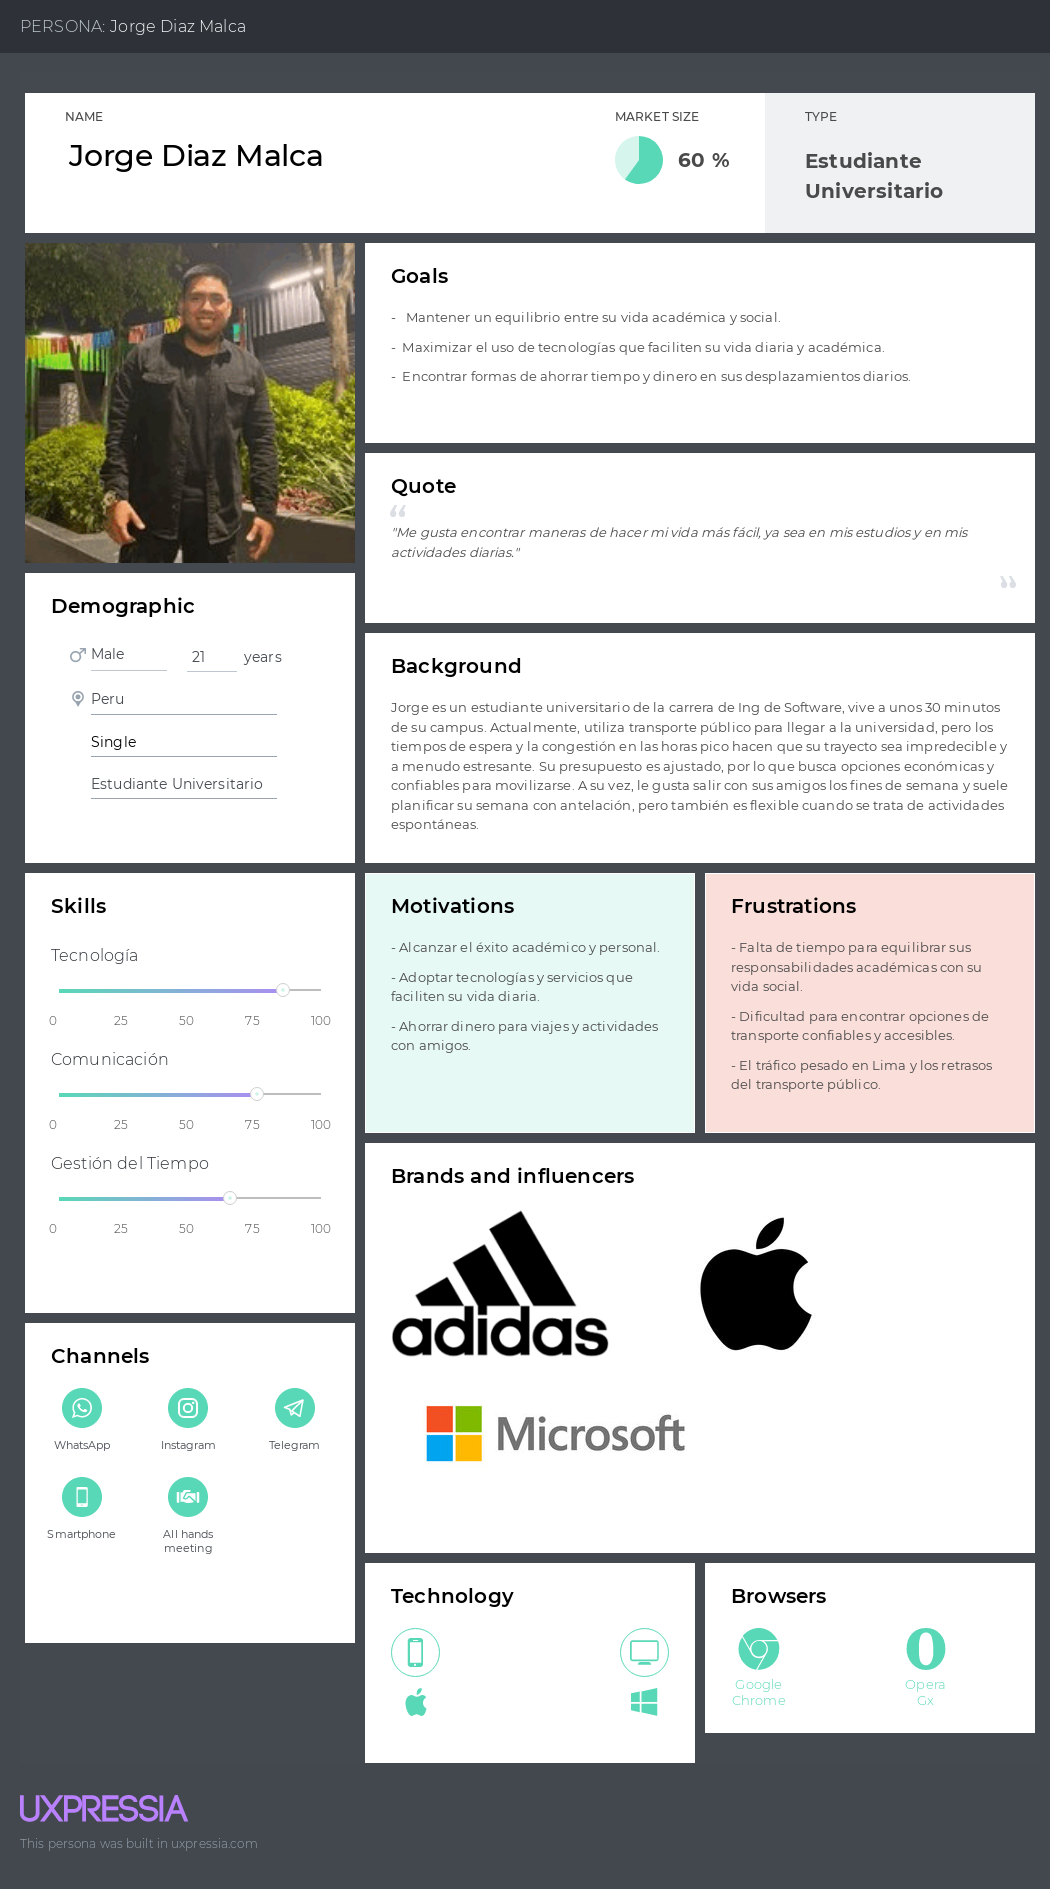 PERSONA: Jorge Diaz Malca
NAME
Jorge Diaz Malca
MARKET SIZE
60 %
TYPE
Estudiante
Universitario
Goals
- Mantener un equilibrio entre su vida académica y social.
- Maximizar el uso de tecnologías que faciliten su vida diaria y académica.
- Encontrar formas de ahorrar tiempo y dinero en sus desplazamientos diarios.
Quote
“
"Me gusta encontrar maneras de hacer mi vida más fácil, ya sea en mis estudios y en mis
actividades diarias."
”
Demographic
Male 21 years
Peru
Single
Estudiante Universitario
Background
Jorge es un estudiante universitario de la carrera de Ing de Software, vive a unos 30 minutos
de su campus. Actualmente, utiliza transporte público para llegar a la universidad, pero los
tiempos de espera y la congestión en las horas pico hacen que su trayecto sea impredecible y
a menudo estresante. Su presupuesto es ajustado, por lo que busca opciones económicas y
confiables para movilizarse. A su vez, le gusta salir con sus amigos los fines de semana y suele
planificar su semana con antelación, pero también es flexible cuando se trata de actividades
espontáneas.
Skills
Tecnología
0 25 50 75 100
Comunicación
0 25 50 75 100
Gestión del Tiempo
0 25 50 75 100
Motivations
- Alcanzar el éxito académico y personal.
- Adoptar tecnologías y servicios que
faciliten su vida diaria.
- Ahorrar dinero para viajes y actividades
con amigos.
Frustrations
- Falta de tiempo para equilibrar sus
responsabilidades académicas con su
vida social.
- Dificultad para encontrar opciones de
transporte confiables y accesibles.
- El tráfico pesado en Lima y los retrasos
del transporte público.
Brands and influencers
adidas
Microsoft
Channels
WhatsApp Instagram Telegram
Smartphone All hands
meeting
Technology
Browsers
Google
Chrome
Opera
Gx
UXPRESSIA
This persona was built in uxpressia.com